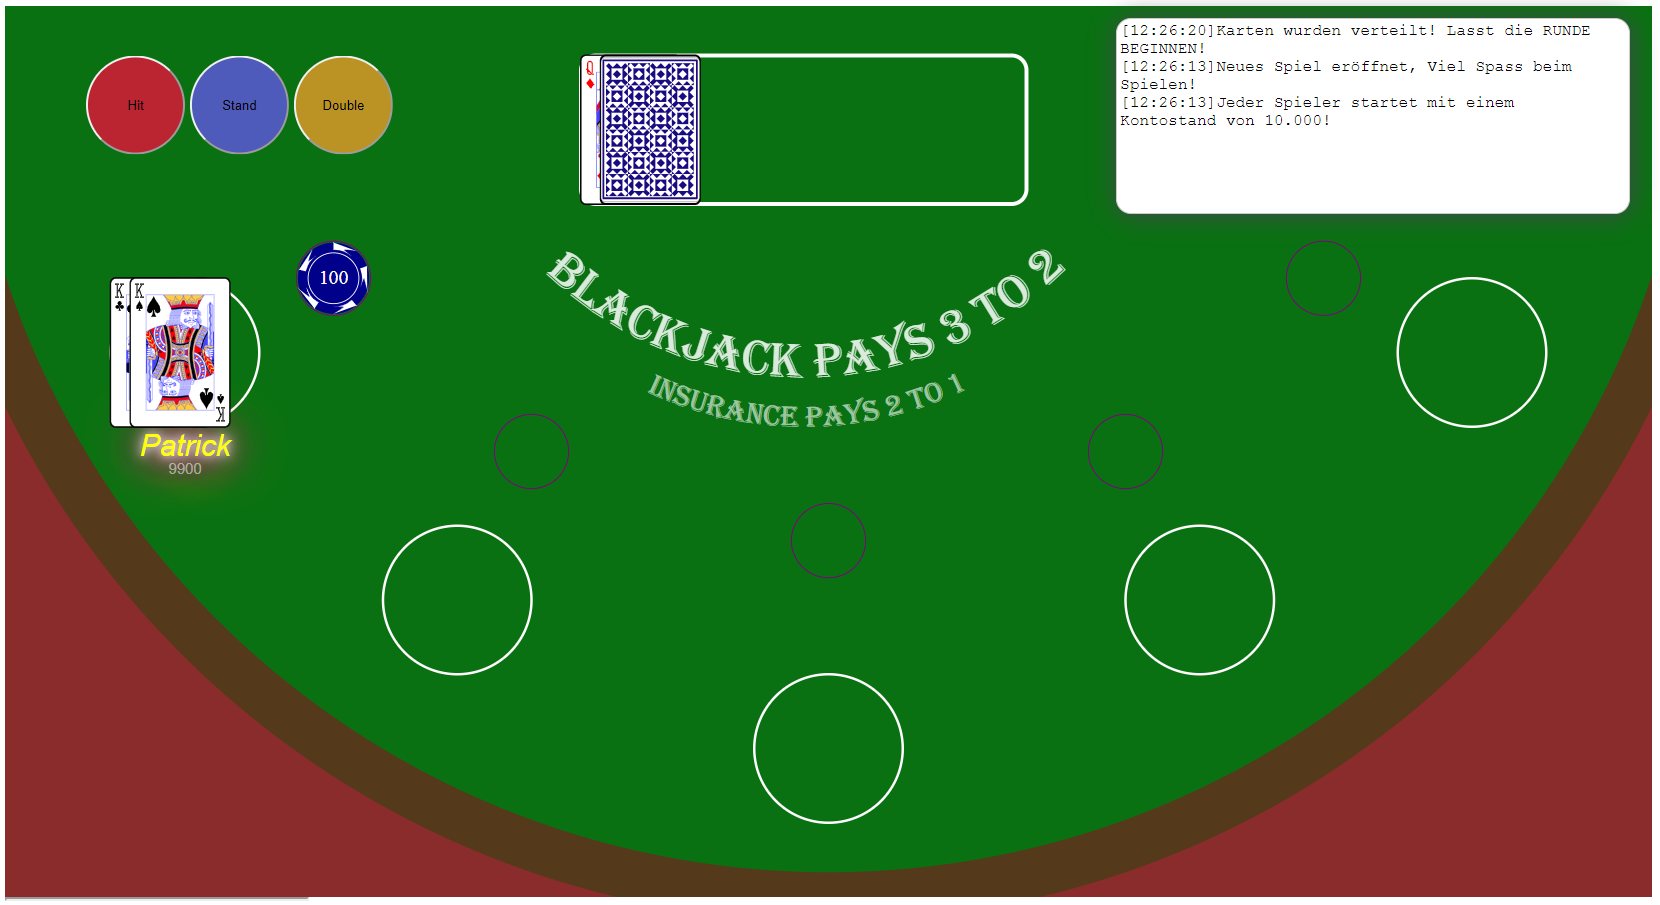 Hit
Stand
Double
Q
[12:26:20]Karten wurden verteilt! Lasst die RUNDE
BEGINNEN!
[12:26:13]Neues Spiel eröffnet, Viel Spass beim
Spielen!
[12:26:13]Jeder Spieler startet mit einem
Kontostand von 10.000!
100
K
K
K
BLACKJACK PAYS 3 TO 2
INSURANCE PAYS 2 TO 1
Patrick
9900